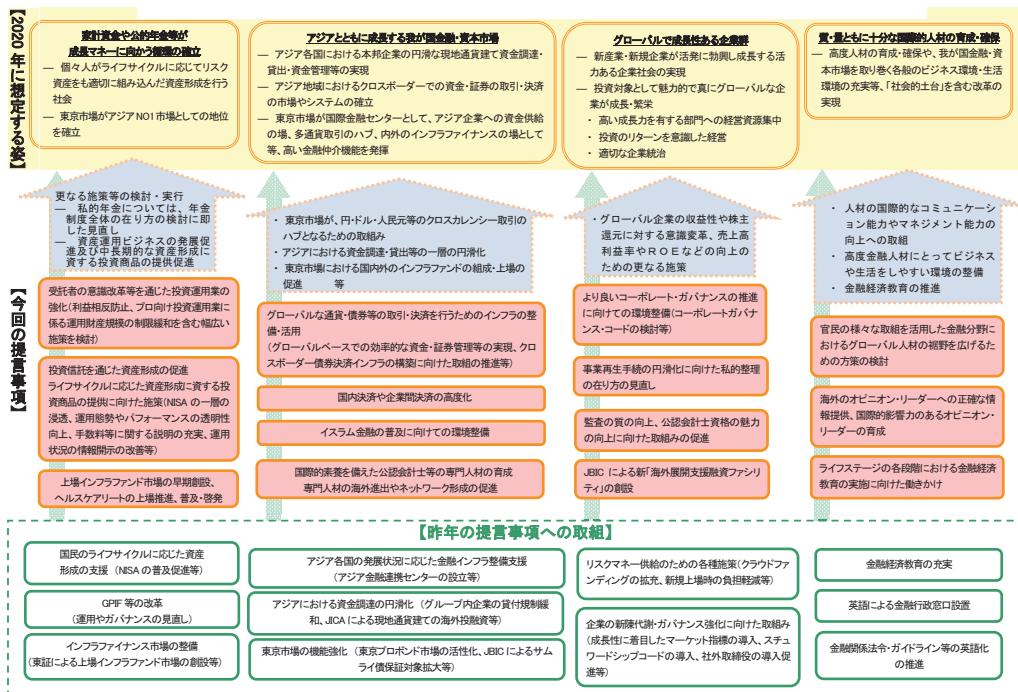 【2020年に想定する姿】
家計資金や公的年金等が
成長マネーに向かう循環の確立
― 個々人がライフサイクルに応じてリスク
資産をも適切に組み込んだ資産形成を行う
社会
― 東京市場がアジアNO1市場としての地位
を確立
アジアとともに成長する我が国金融・資本市場
― アジア各国における本邦企業の円滑な現地通貨建て資金調達・
貸出・資金管理等の実現
― アジア地域におけるクロスボーダーでの資金・証券の取引・決済
の市場やシステムの確立
― 東京市場が国際金融センターとして、アジア企業への資金供給
の場、多通貨取引のハブ、内外のインフラファイナンスの場として
等、高い金融仲介機能を発揮
グローバルで成長性ある企業群
― 新産業・新規企業が活発に勃興し成長する活
力ある企業社会の実現
― 投資対象として魅力的で真にグローバルな企
業が成長・繁栄
・ 高い成長力を有する部門への経営資源集中
・ 投資のリターンを意識した経営
・ 適切な企業統治
質・量ともに十分な国際的人材の育成・確保
― 高度人材の育成・確保や、我が国金融・資
本市場を取り巻く各般のビジネス環境・生活
環境の充実等、「社会的土台」を含む改革の
実現
更なる施策等の検討・実行
― 私的年金については、年金
制度全体の在り方の検討に即
した見直し
― 資産運用ビジネスの発展促
進及び中長期的な資産形成に
資する投資商品の提供促進
・ 東京市場が、円・ドル・人民元等のクロスカレンシー取引の
ハブとなるための取組み
・アジアにおける資金調達・貸出等の一層の円滑化
・ 東京市場における国内外のインフラファンドの組成・上場の
促進 等
・グローバル企業の収益性や株主
還元に対する意識変革、売上高
利益率やROEなどの向上の
ための更なる施策
・ 人材の国際的なコミュニケーシ
ョン能力やマネジメント能力の
向上への取組
・ 高度金融人材にとってビジネス
や生活をしやすい環境の整備
・ 金融経済教育の推進
【今回の提言事項】
受託者の意識改革等を通じた投資運用業の
強化(利益相反防止、プロ向け投資運用業に
係る運用財産規模の制限緩和を含む幅広い
施策を検討)
投資信託を通じた資産形成の促進
ライフサイクルに応じた資産形成に資する投
資商品の提供に向けた施策(NISA の一層の
浸透、運用態勢やパフォーマンスの透明性
向上、手数料等に関する説明の充実、運用
状況の情報開示の改善等)
上場インフラファンド市場の早期創設、
ヘルスケアリートの上場推進、普及・啓発
グローバルな通貨・債券等の取引・決済を行うためのインフラの整
備・活用
(グローバルベースでの効率的な資金・証券管理等の実現、クロ
スボーダー債券決済インフラの構築に向けた取組の推進等)
国内決済や企業間決済の高度化
イスラム金融の普及に向けての環境整備
国際的素養を備えた公認会計士等の専門人材の育成
専門人材の海外進出やネットワーク形成の促進
より良いコーポレート・ガバナンスの推進
に向けての環境整備(コーポレートガバナ
ンス・コードの検討等)
事業再生手続の円滑化に向けた私的整理
の在り方の見直し
監査の質の向上、公認会計士資格の魅力
の向上に向けた取組みの促進
JBIC による新「海外展開支援融資ファシリ
ティ」の創設
官民の様々な取組を活用した金融分野に
おけるグローバル人材の裾野を広げるた
めの方策の検討
海外のオピニオン・リーダーへの正確な情
報提供、国際的影響力のあるオピニオン・
リーダーの育成
ライフステージの各段階における金融経済
教育の実施に向けた働きかけ
【昨年の提言事項への取組】
国民のライフサイクルに応じた資産
形成の支援 (NISA の普及促進等)
GPIF 等の改革
(運用やガバナンスの見直し)
インフラファイナンス市場の整備
(東証による上場インフラファンド市場の創設等)
アジア各国の発展状況に応じた金融インフラ整備支援
(アジア金融連携センターの設立等)
アジアにおける資金調達の円滑化 (グループ内企業の貸付規制緩
和、JICA による現地通貨建ての海外投融資等)
東京市場の機能強化 (東京プロボンド市場の活性化、JBIC によるサム
ライ債保証対象拡大等)
リスクマネー供給のための各種施策(クラウドファ
ンディングの拡充、新規上場時の負担軽減等)
企業の新陳代謝・ガバナンス強化に向けた取組み
(成長性に着目したマーケット指標の導入、スチュ
ワードシップコードの導入、社外取締役の導入促
進等)
金融経済教育の充実
英語による金融行政窓口設置
金融関係法令・ガイドライン等の英語化
の推進